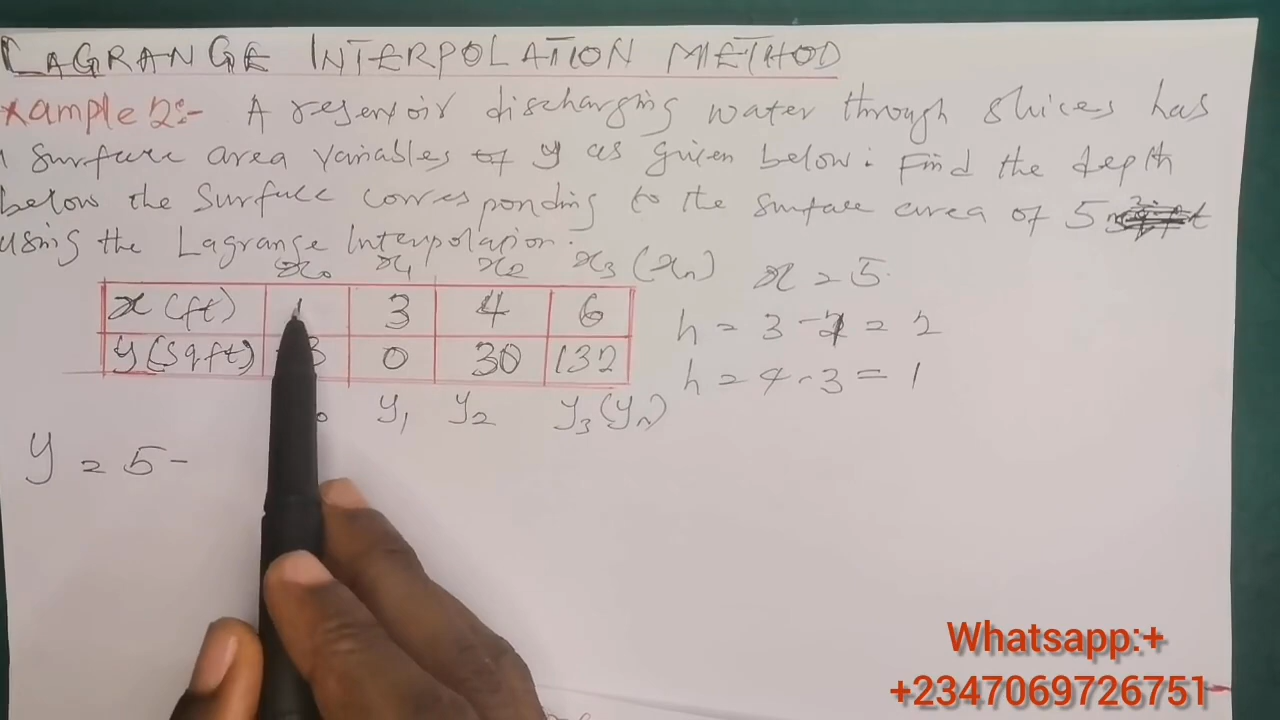 LAGRANGE INTERPOLATION METHOD
xample 2:- A reservoir discharging water through sluices has
surface area variables of y as given below: Find the depth
below the surface corresponding to the surface area of 5
using the Lagrange Interpolation.
x₀ x₁ x₂ x₃ (xₙ) x = 5
x (ft) 3 4 6 h = 3 - 1 = 2
y (sqft) 3 0 30 132 h = 4 - 3 = 1
y₁ y₂ y₃ (yₙ)
y = 5 -
Whatsapp:+
+2347069726751